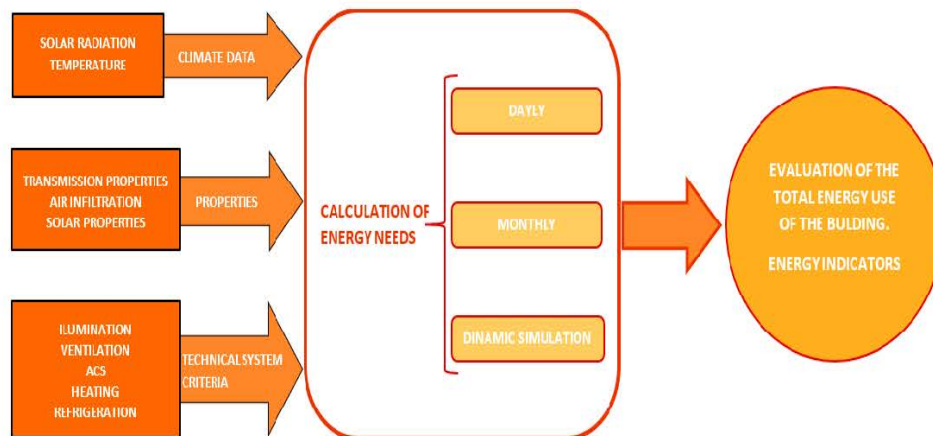 SOLAR RADIATION
TEMPERATURE
CLIMATE DATA
TRANSMISSION PROPERTIES
AIR INFILTRATION
SOLAR PROPERTIES
PROPERTIES
ILUMINATION
VENTILATION
ACS
HEATING
REFRIGERATION
TECHNICAL SYSTEM
CRITERIA
CALCULATION OF
ENERGY NEEDS
DAYLY
MONTHLY
DINAMIC SIMULATION
EVALUATION OF THE
TOTAL ENERGY USE
OF THE BULDING.
ENERGY INDICATORS